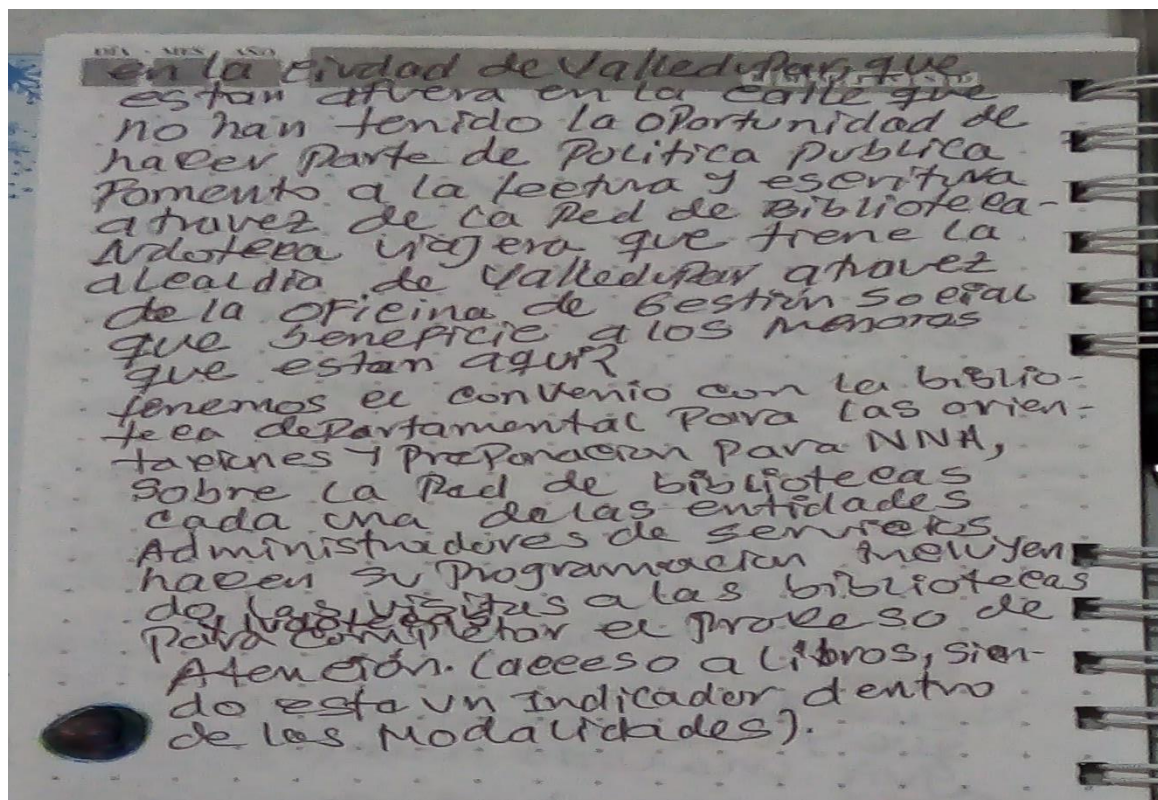 DÍA - MES - AÑO
en la ciudad de Valledupar, que
estan afuera en la calle que
no han tenido la oportunidad de
hacer parte de Politica publica
Fomento a la lectura y escritura
atravez de la Red de Biblioteca-
viajera que tiene la
alcaldia de Valledupar atravez
de la oficina de Gestión social
que beneficie a los menores
que estan aqui?
tenemos el convenio con la biblio-
teca departamental Para las orien-
taciones y preparacion para NNA,
sobre la Red de bibliotecas
cada una de las entidades
Administradores de servicios
hacen su Programacion incluyen
do las visitas a las bibliotecas
para completar el proceso de
Atención. (acceso a libros, sien-
do esta un Indicador dentro
de las Modalidades).